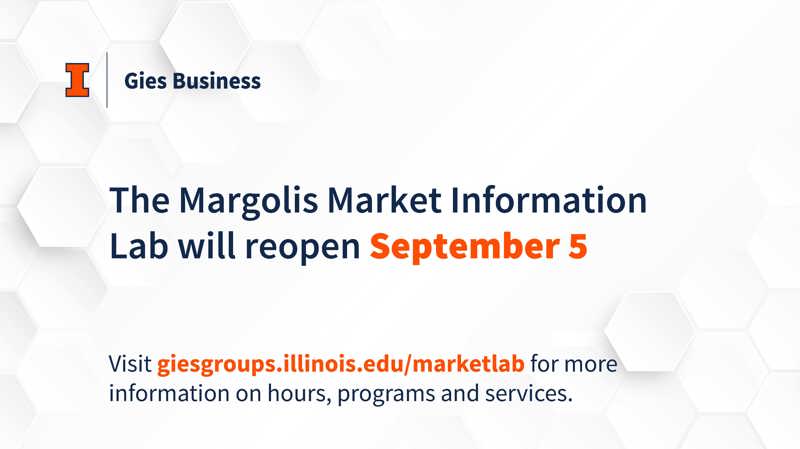 I
Gies Business
The Margolis Market Information
Lab will reopen September 5
Visit giesgroups.illinois.edu/marketlab for more
information on hours, programs and services.